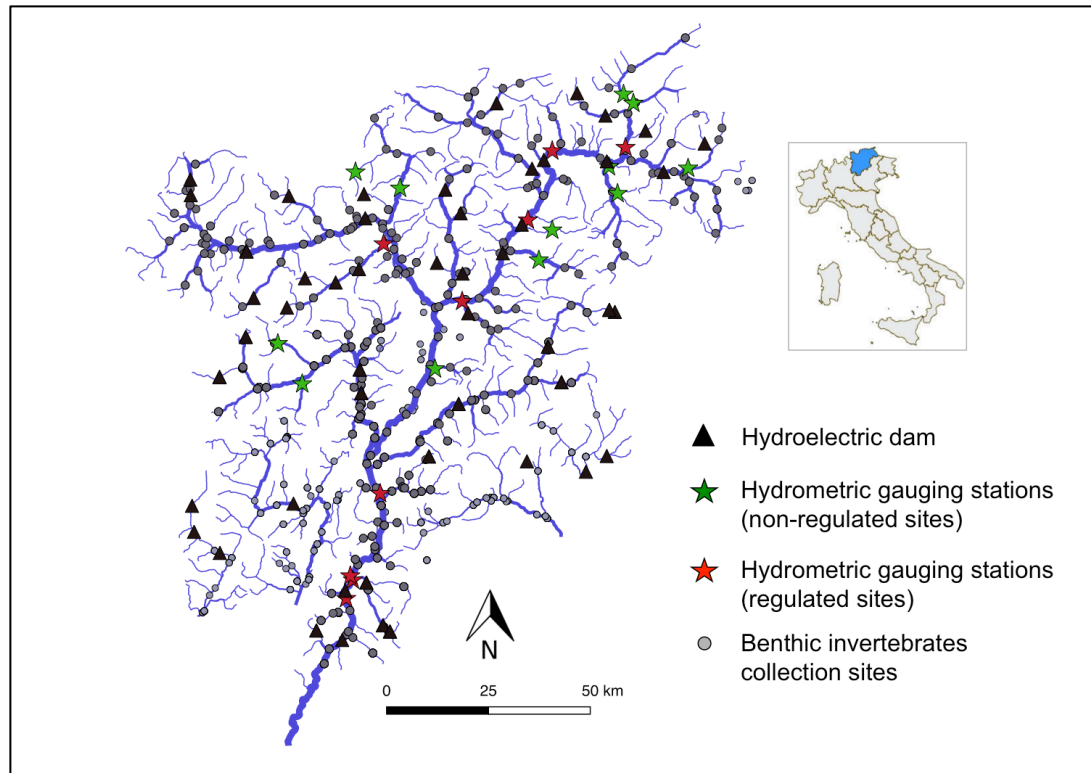 Hydroelectric dam
Hydrometric gauging stations
(non-regulated sites)
Hydrometric gauging stations
(regulated sites)
Benthic invertebrates
collection sites
N
0 25 50 km